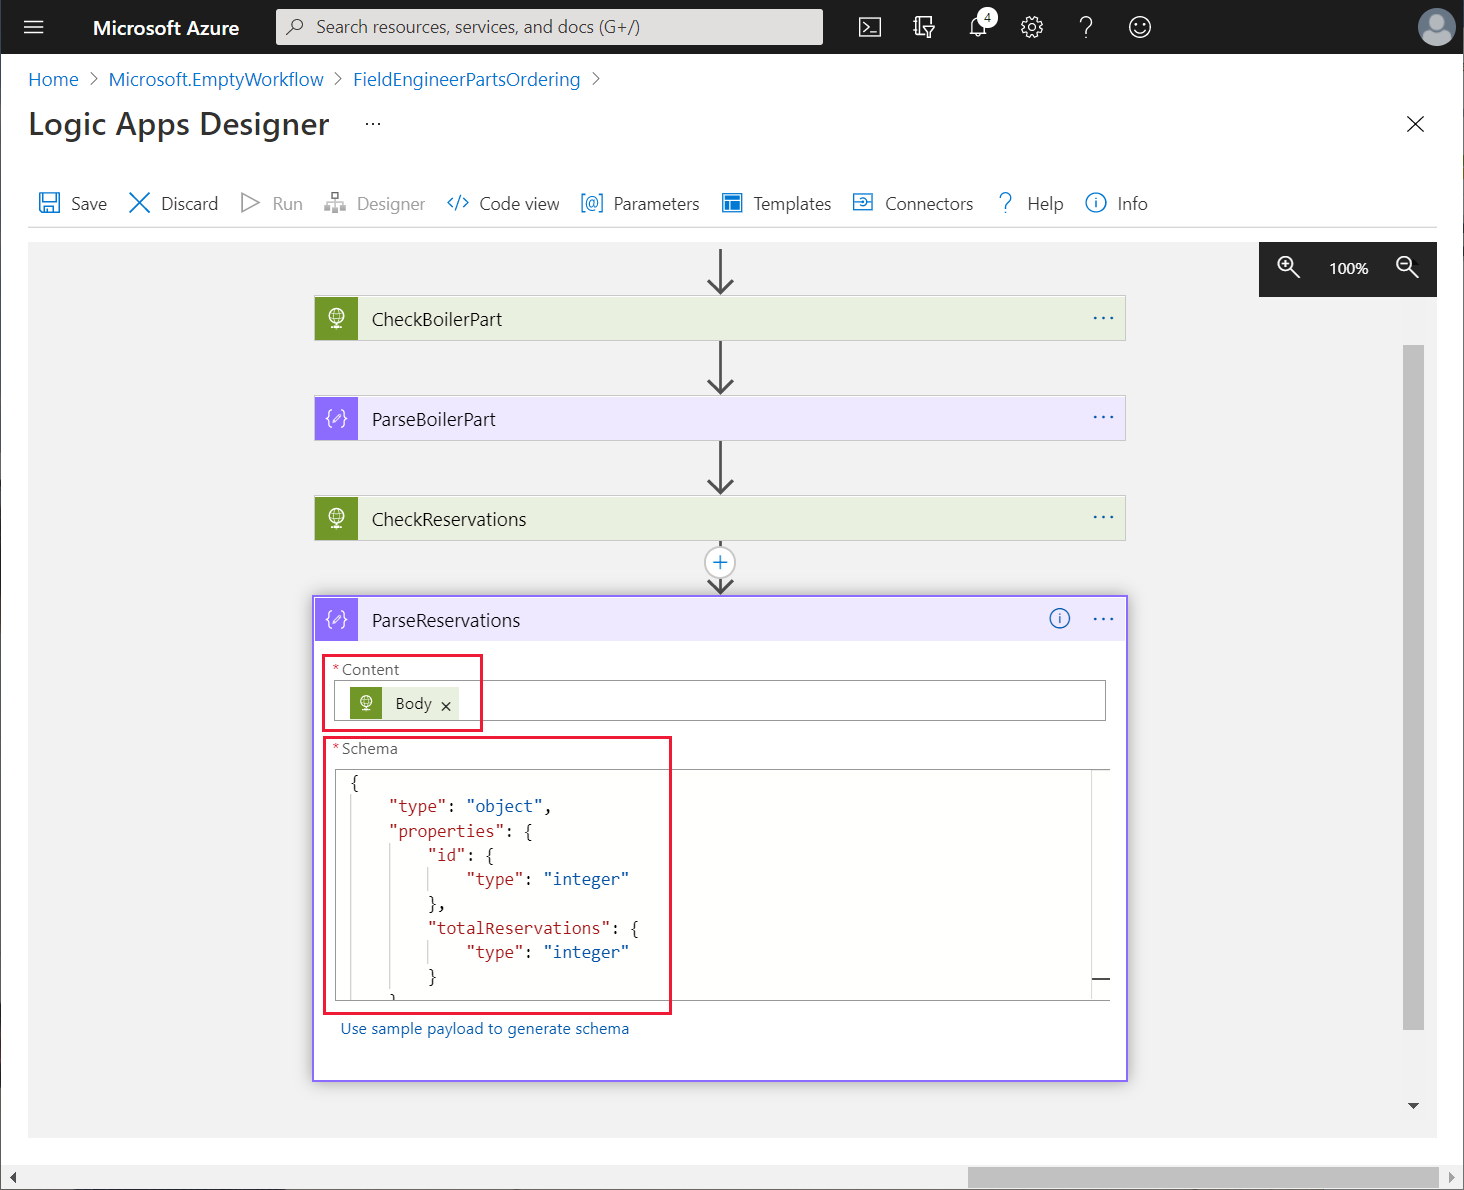 Microsoft Azure
Search resources, services, and docs (G+/)
4
Home > Microsoft.EmptyWorkflow > FieldEngineerPartsOrdering >
Logic Apps Designer ...
Save Discard Run Designer </> Code view [@] Parameters Templates Connectors ? Help Info
100%
CheckBoilerPart ...
ParseBoilerPart ...
CheckReservations ...
ParseReservations ...
* Content
Body ×
* Schema
{
"type": "object",
"properties": {
"id": {
"type": "integer"
},
"totalReservations": {
"type": "integer"
}
}
Use sample payload to generate schema